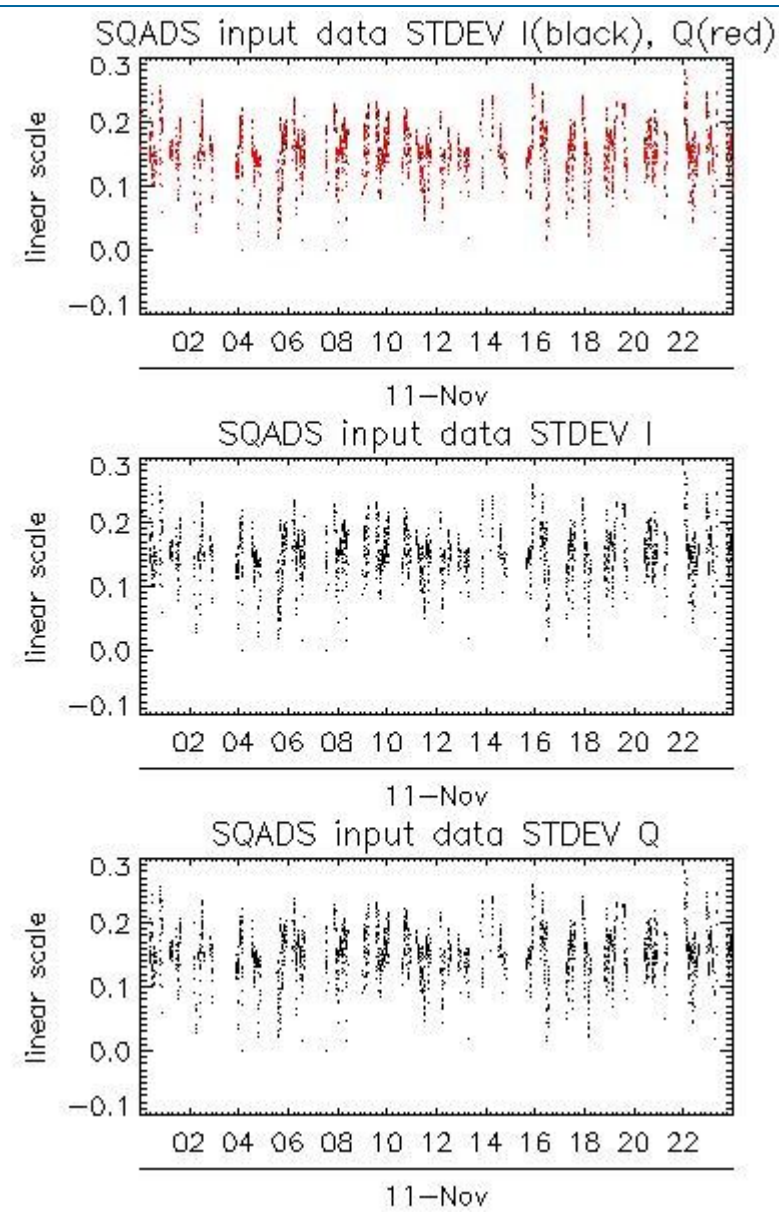 SQADS input data STDEV I(black), Q(red)
0.3
0.2
0.1
0.0
−0.1
linear scale
02 04 06 08 10 12 14 16 18 20 22
11−Nov
SQADS input data STDEV I
0.3
0.2
0.1
0.0
−0.1
linear scale
02 04 06 08 10 12 14 16 18 20 22
11−Nov
SQADS input data STDEV Q
0.3
0.2
0.1
0.0
−0.1
linear scale
02 04 06 08 10 12 14 16 18 20 22
11−Nov